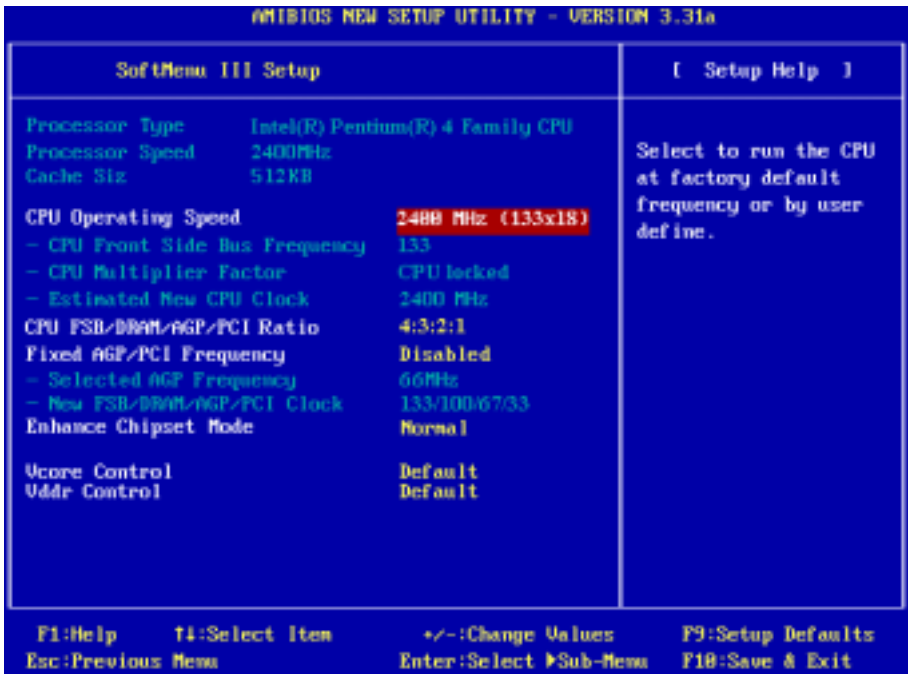 AMIBIOS NEW SETUP UTILITY - VERSION 3.31a
SoftMenu III Setup
[ Setup Help ]
Processor Type Intel(R) Pentium(R) 4 Family CPU
Processor Speed 2400MHz
Cache Siz 512KB
CPU Operating Speed 2400 MHz (133x18)
- CPU Front Side Bus Frequency 133
- CPU Multiplier Factor CPU locked
- Estimated New CPU Clock 2400 MHz
CPU FSB/DRAM/AGP/PCI Ratio 4:3:2:1
Fixed AGP/PCI Frequency Disabled
- Selected AGP Frequency 66MHz
- New FSB/DRAM/AGP/PCI Clock 133/100/67/33
Enhance Chipset Mode Normal
Vcore Control Default
Vddr Control Default
Select to run the CPU
at factory default
frequency or by user
define.
F1:Help ↑↓:Select Item +/-:Change Values F9:Setup Defaults
Esc:Previous Menu Enter:Select ▶Sub-Menu F10:Save & Exit